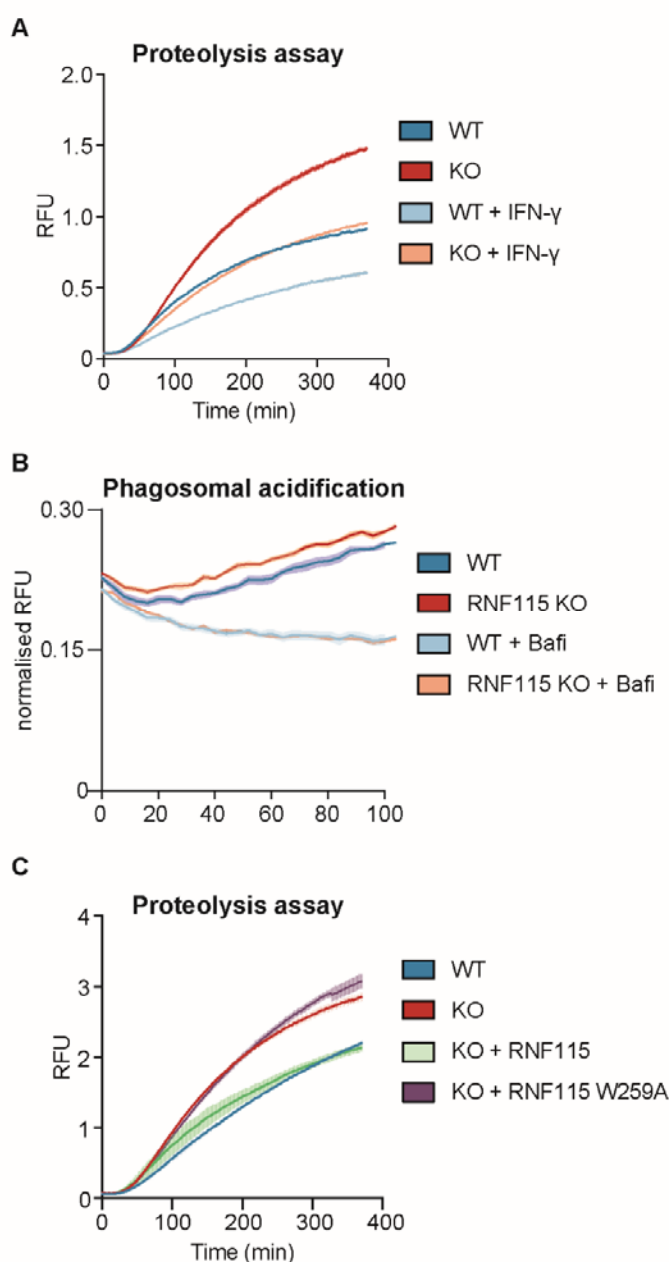 A
Proteolysis assay
2.0
1.5
1.0
0.5
0
RFU
0 100 200 300 400
Time (min)
WT
KO
WT + IFN-γ
KO + IFN-γ
B
Phagosomal acidification
0.30
0.15
0
normalised RFU
0 20 40 60 80 100
WT
RNF115 KO
WT + Bafi
RNF115 KO + Bafi
C
Proteolysis assay
4
3
2
1
0
RFU
0 100 200 300 400
Time (min)
WT
KO
KO + RNF115
KO + RNF115 W259A